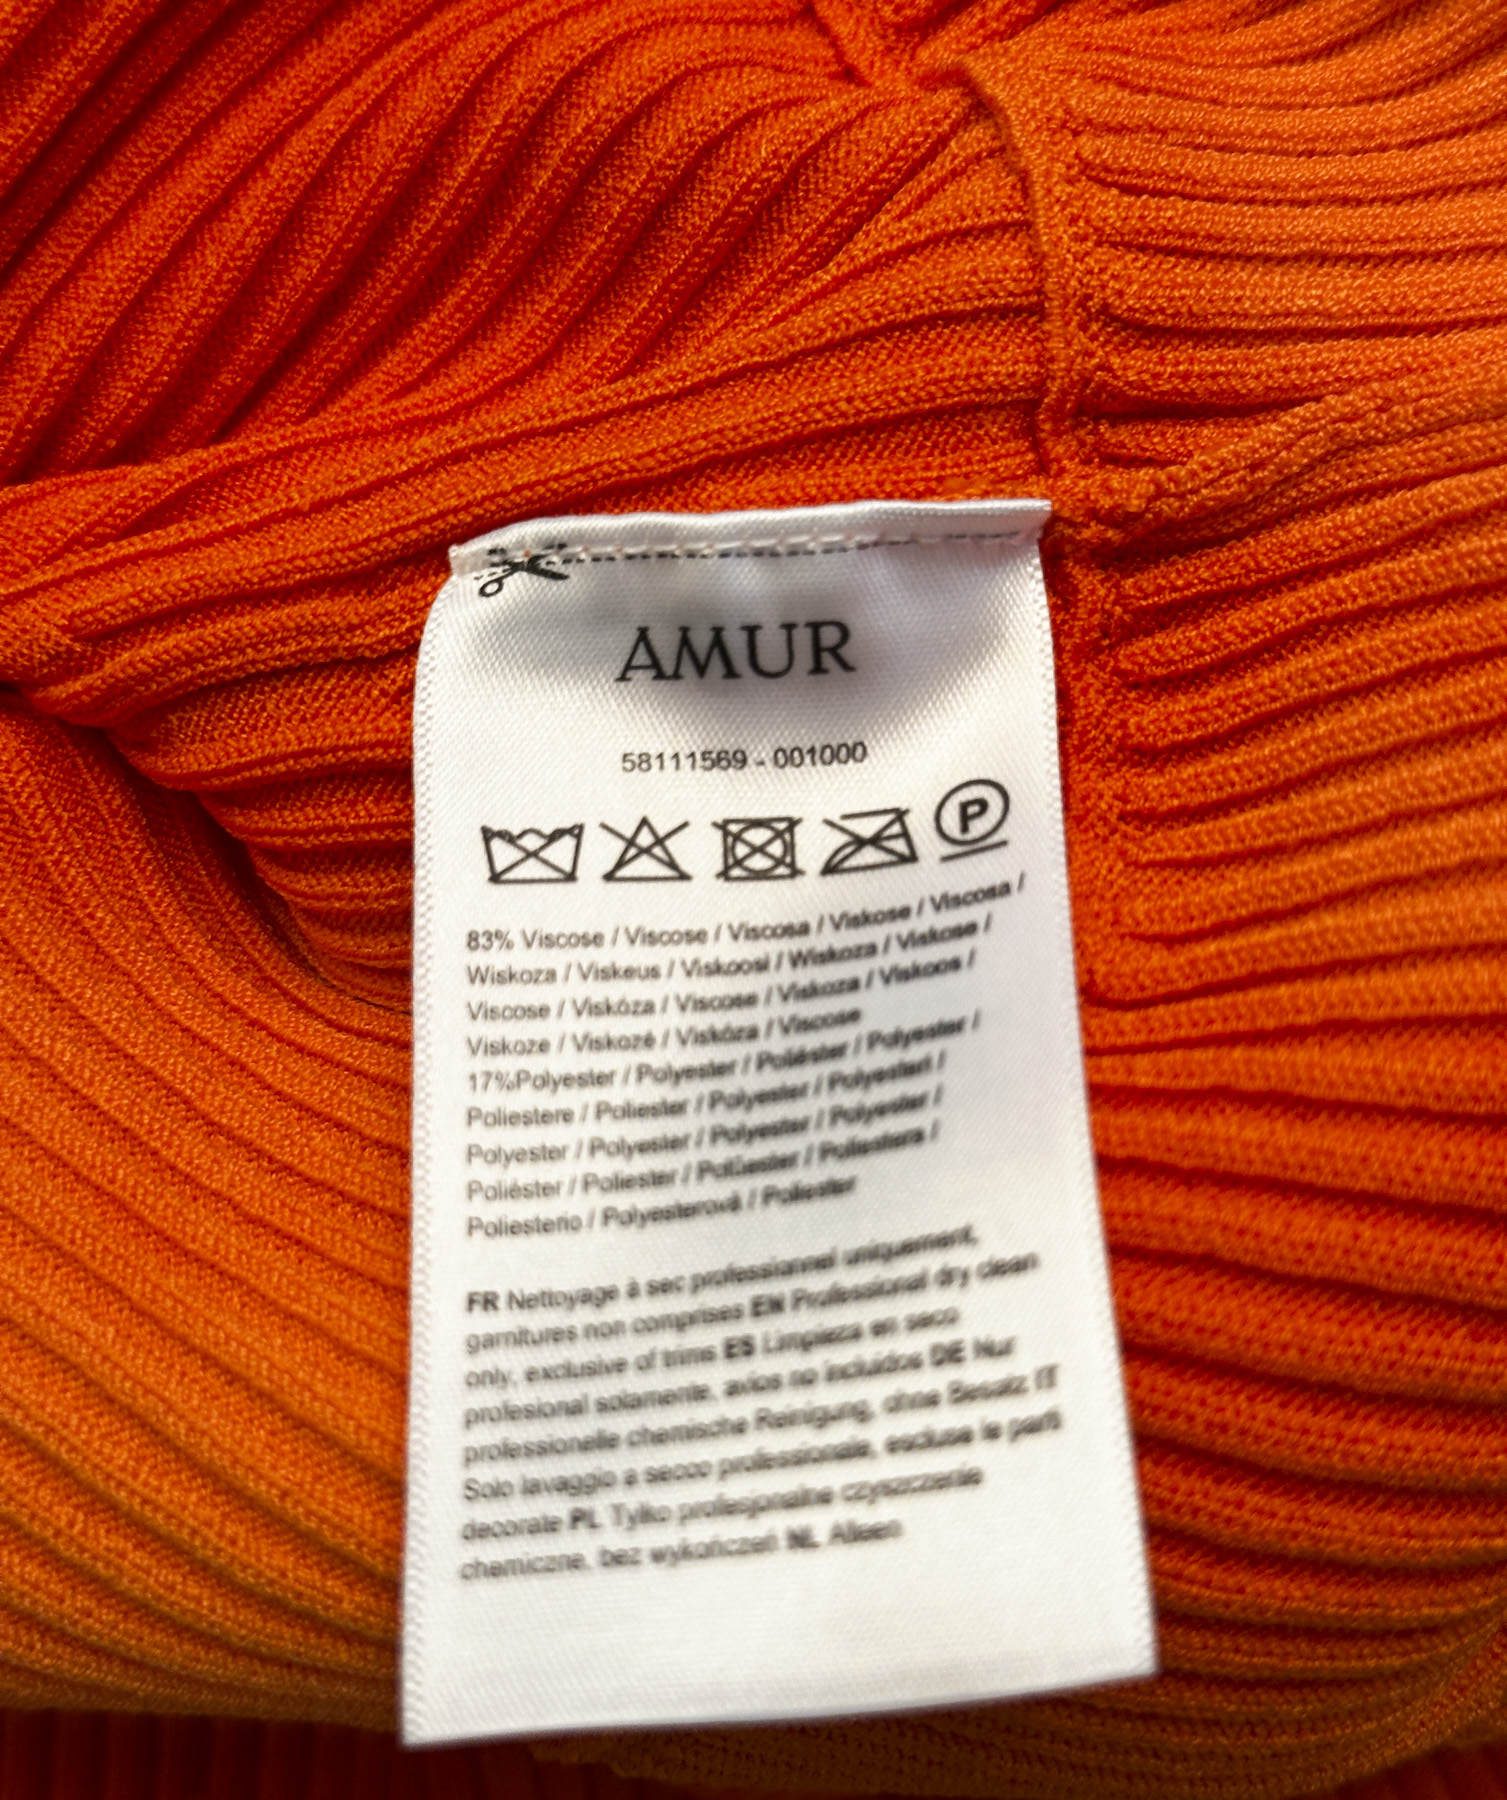 AMUR
58111569 - 001000
P
83% Viscose / Viscose / Viscosa / Viskose / Viscosa /
Wiskoza / Viskeus / Viskoosi / Wiskoza / Viskose /
Viscose / Viskóza / Viscose / Viskoza / Viskoos /
Viskoze / Viskozė / Viskóza / Viscose
17%Polyester / Polyester / Poliéster / Polyester /
Poliestere / Poliester / Polyester / Polyesteri /
Polyester / Polyester / Polyester / Polyester /
Poliészter / Poliester / Polüester / Poliestera /
Poliesterio / Polyesterová / Poliester
FR Nettoyage à sec professionnel uniquement,
garnitures non comprises EN Professional dry clean
only, exclusive of trims ES Limpieza en seco
profesional solamente, avios no incluidos DE Nur
professionelle chemische Reinigung, ohne Besatz IT
Solo lavaggio a secco professionale, escluse le parti
decorate PL Tylko profesjonalne czyszczenie
chemiczne, bez wykończeń NL Alleen